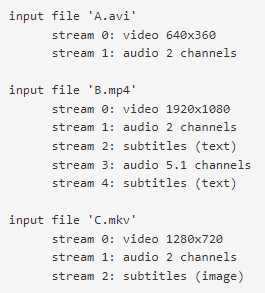 input file 'A.avi'
stream 0: video 640x360
stream 1: audio 2 channels
input file 'B.mp4'
stream 0: video 1920x1080
stream 1: audio 2 channels
stream 2: subtitles (text)
stream 3: audio 5.1 channels
stream 4: subtitles (text)
input file 'C.mkv'
stream 0: video 1280x720
stream 1: audio 2 channels
stream 2: subtitles (image)